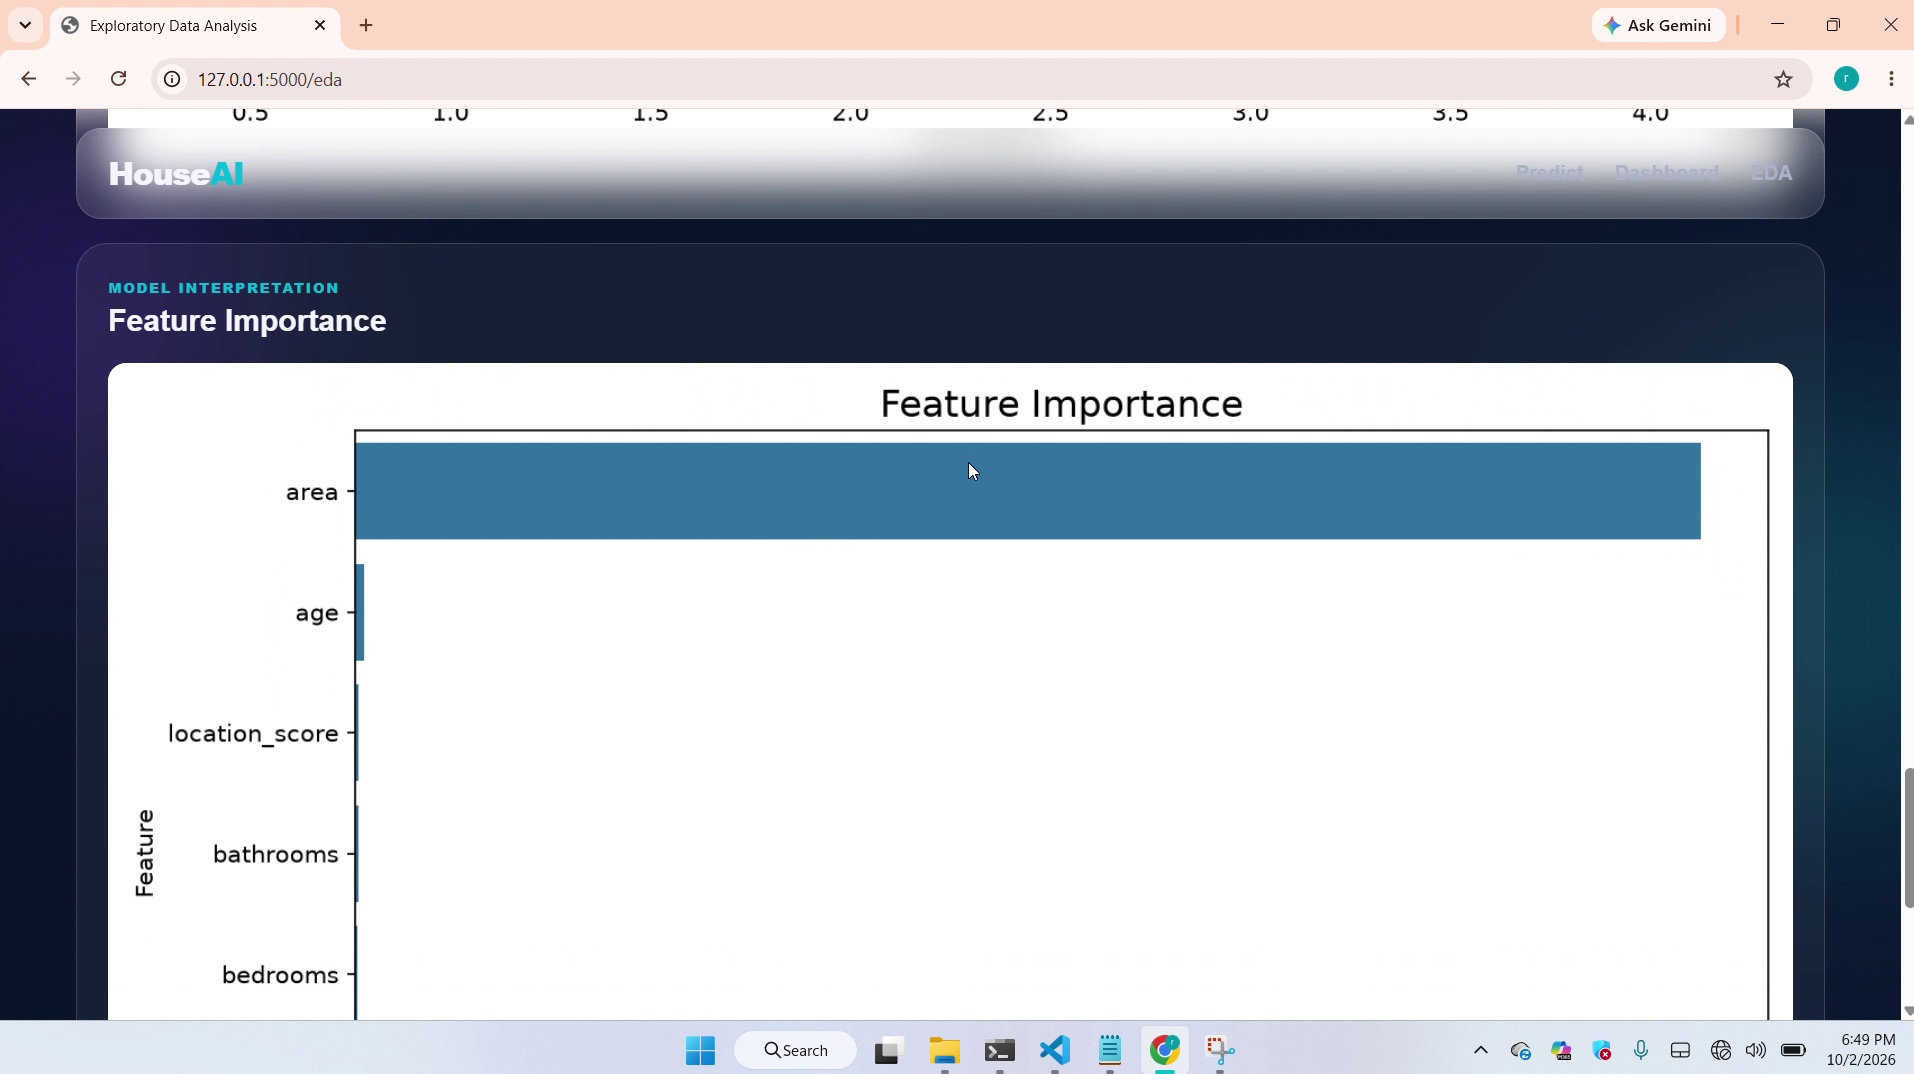 Exploratory Data Analysis
Ask Gemini
127.0.0.1:5000/eda
r
0.5 1.0 1.5 2.0 2.5 3.0 3.5 4.0
HouseAI
Predict Dashboard EDA
MODEL INTERPRETATION
Feature Importance
Feature Importance
area
age
location_score
bathrooms
bedrooms
Feature
Search
6:49 PM
10/2/2026